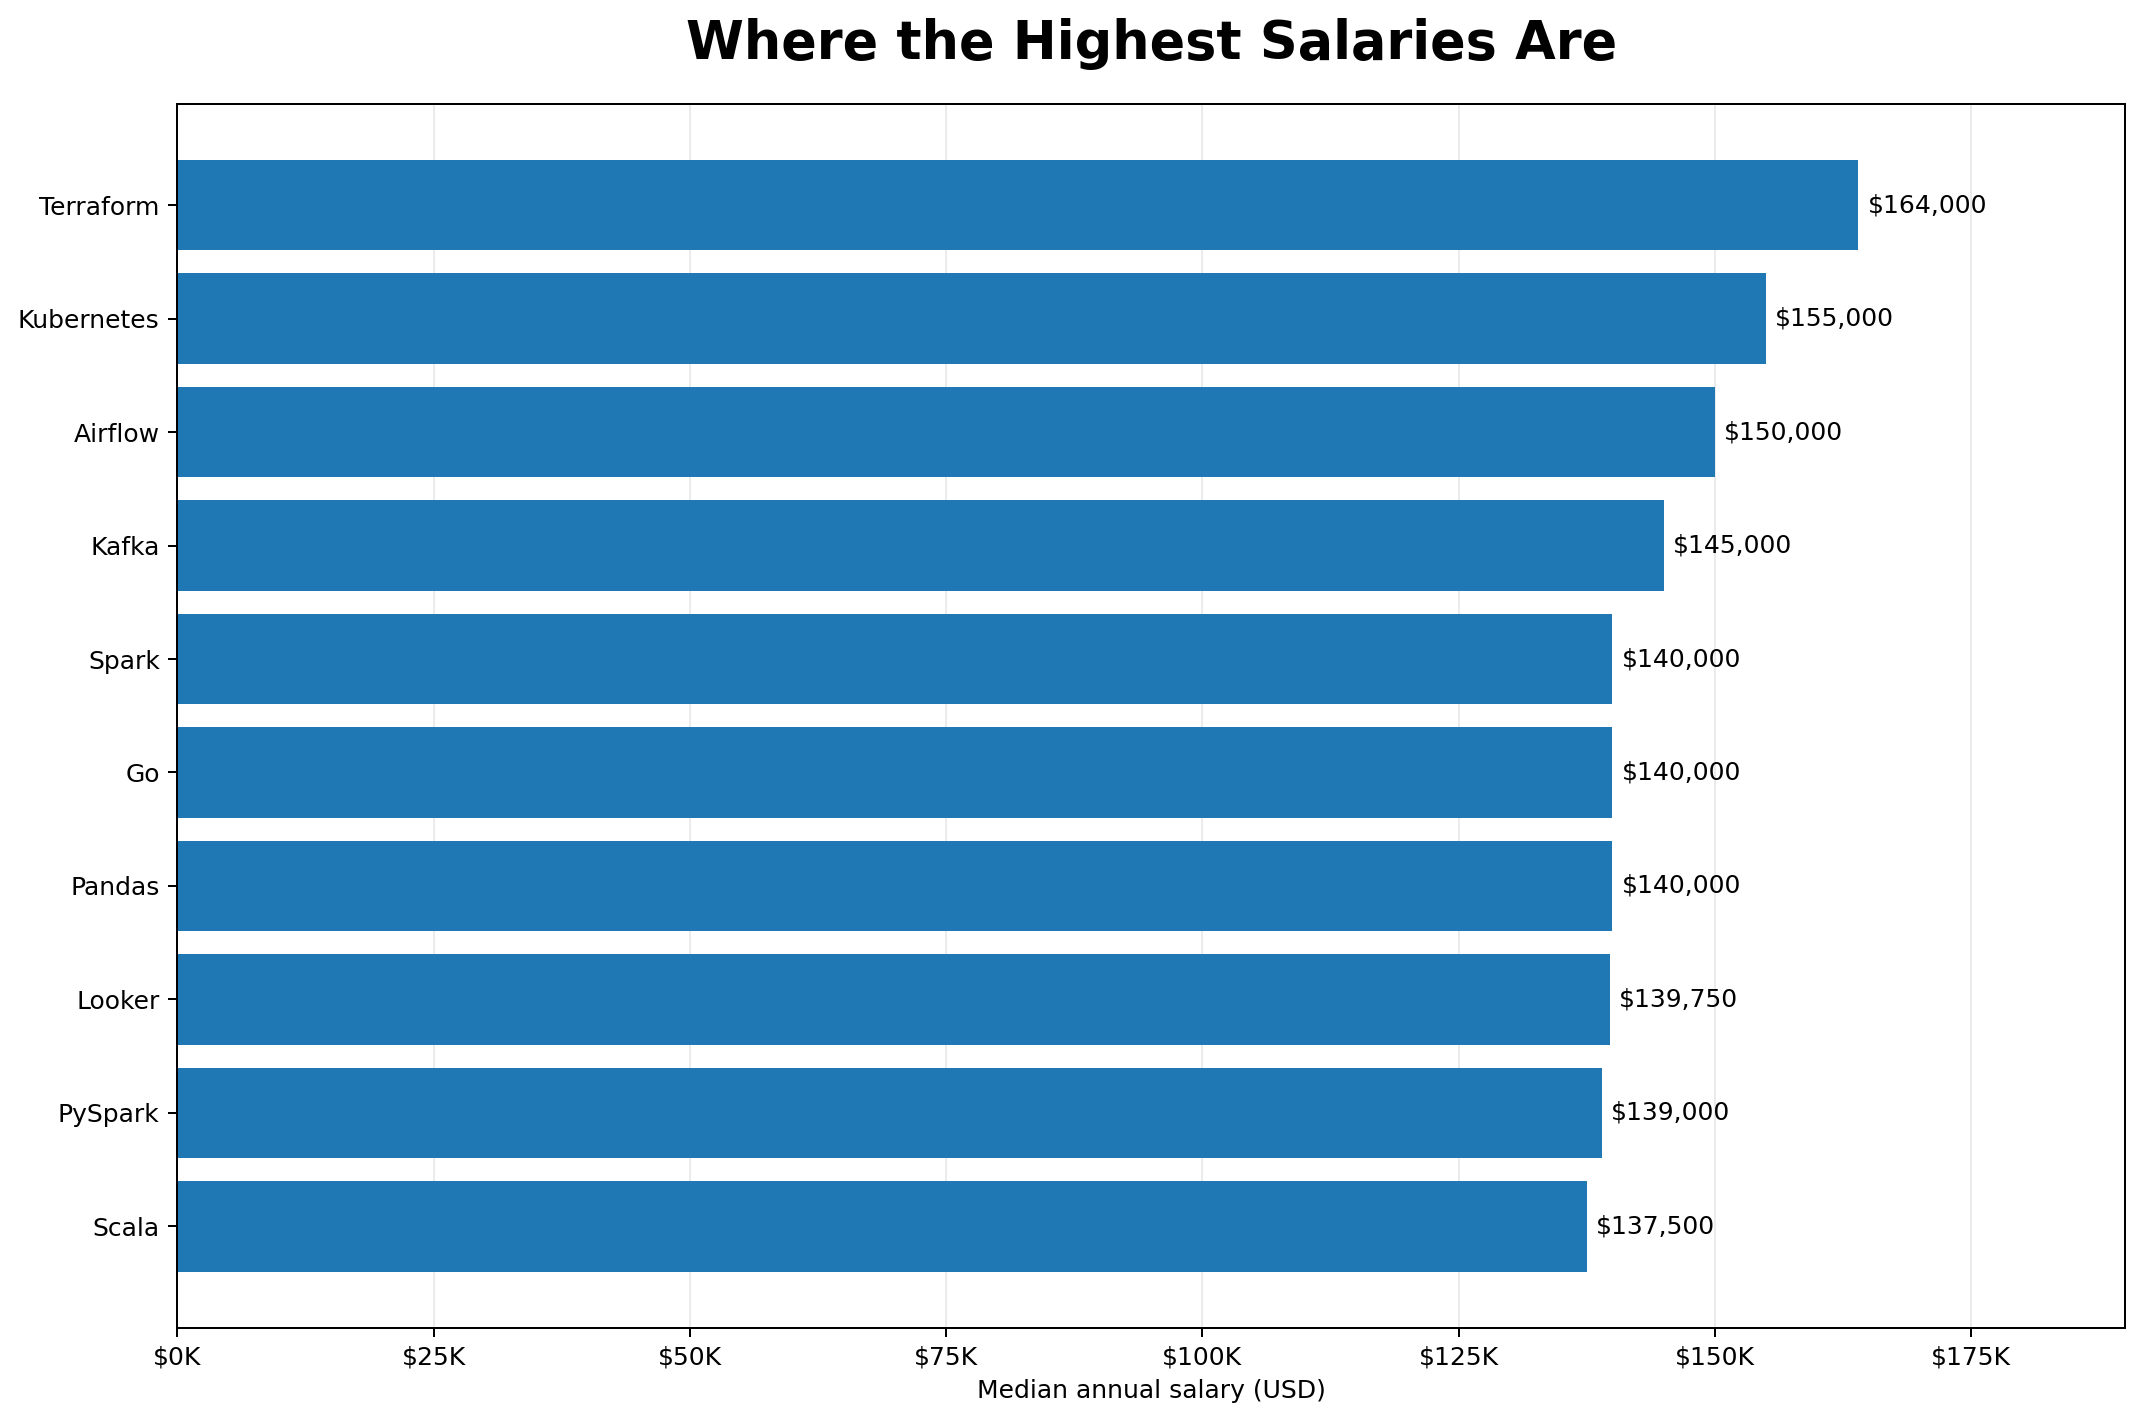 Where the Highest Salaries Are
Terraform $164,000
Kubernetes $155,000
Airflow $150,000
Kafka $145,000
Spark $140,000
Go $140,000
Pandas $140,000
Looker $139,750
PySpark $139,000
Scala $137,500
$0K $25K $50K $75K $100K $125K $150K $175K
Median annual salary (USD)